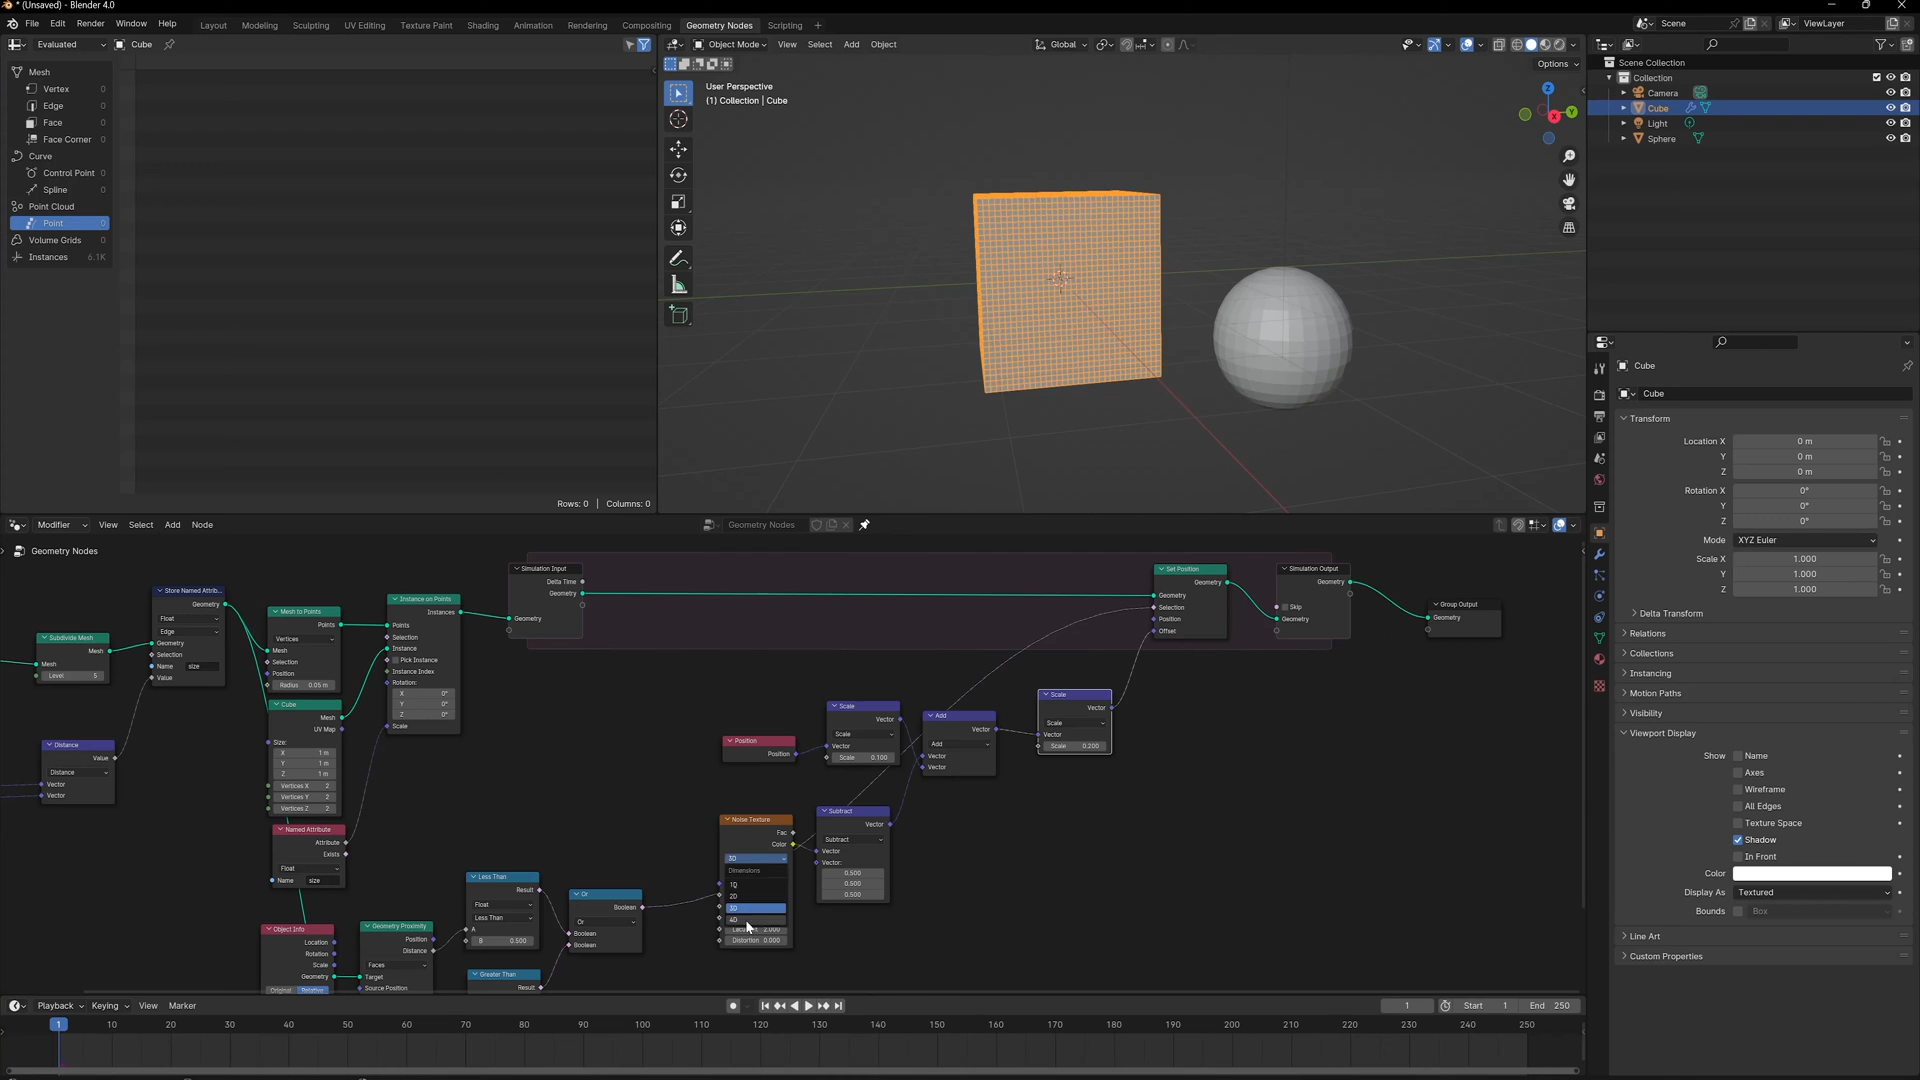 * (Unsaved) - Blender 4.0
File Edit Render Window Help
Layout Modeling Sculpting UV Editing Texture Paint Shading Animation Rendering Compositing Geometry Nodes Scripting +
Scene
ViewLayer
Evaluated
Cube
Object Mode View Select Add Object
Global
Options
Mesh
Vertex 0
Edge 0
Face 0
Face Corner 0
Curve
Control Point 0
Spline 0
Point Cloud
Point 0
Volume Grids 0
Instances 6.1K
Rows: 0 | Columns: 0
User Perspective
(1) Collection | Cube
Z
Y
X
Scene Collection
Collection
Camera
Cube
Light
Sphere
Cube
Cube
Transform
Location X 0 m
Y 0 m
Z 0 m
Rotation X 0°
Y 0°
Z 0°
Mode XYZ Euler
Scale X 1.000
Y 1.000
Z 1.000
Delta Transform
Relations
Collections
Instancing
Motion Paths
Visibility
Viewport Display
Show Name
Axes
Wireframe
All Edges
Texture Space
Shadow
In Front
Color
Display As Textured
Bounds Box
Line Art
Custom Properties
Modifier View Select Add Node
Geometry Nodes
Geometry Nodes
Subdivide Mesh
Mesh
Mesh
Level 5
Store Named Attrib...
Geometry
Float
Edge
Geometry
Selection
Name size
Value
Distance
Value
Distance
Vector
Vector
Mesh to Points
Points
Vertices
Mesh
Selection
Position
Radius 0.05 m
Cube
Mesh
UV Map
Size:
X 1 m
Y 1 m
Z 1 m
Vertices X 2
Vertices Y 2
Vertices Z 2
Named Attribute
Attribute
Exists
Float
Name size
Object Info
Location
Rotation
Scale
Geometry
Original Relative
Instance on Points
Instances
Points
Selection
Instance
Pick Instance
Instance Index
Rotation:
X 0°
Y 0°
Z 0°
Scale
Geometry Proximity
Position
Distance
Faces
Target
Source Position
Less Than
Result
Float
Less Than
A
B 0.500
Greater Than
Result
Or
Boolean
Or
Boolean
Boolean
Simulation Input
Delta Time
Geometry
Geometry
Position
Position
Noise Texture
Fac
Color
3D
Dimensions
1D
2D
3D
4D
Distortion 0.000
Scale
Vector
Scale
Vector
Scale 0.100
Subtract
Vector
Subtract
Vector
Vector:
0.500
0.500
0.500
Add
Vector
Add
Vector
Vector
Scale
Vector
Scale
Vector
Scale 0.200
Set Position
Geometry
Geometry
Selection
Position
Offset
Simulation Output
Geometry
Skip
Geometry
Group Output
Geometry
Playback Keying View Marker
1
Start 1
End 250
1 10 20 30 40 50 60 70 80 90 100 110 120 130 140 150 160 170 180 190 200 210 220 230 240 250